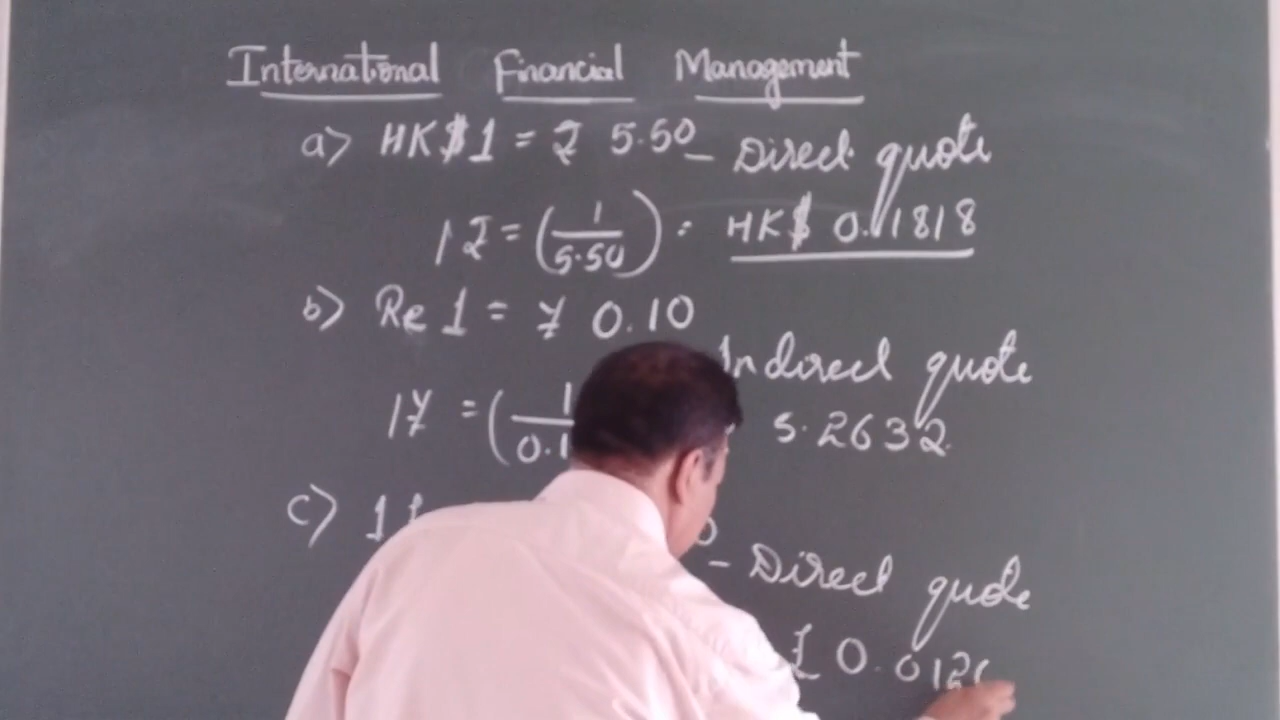 International Financial Management
a) HK$1 = ₹ 5.50 - Direct quote
1₹ = (1/5.50) = HK$ 0.1818
b) Re 1 = ¥ 0.10
Indirect quote
1¥ = (1/0.1 5.2632
c) 1
- Direct quote
£ 0.012